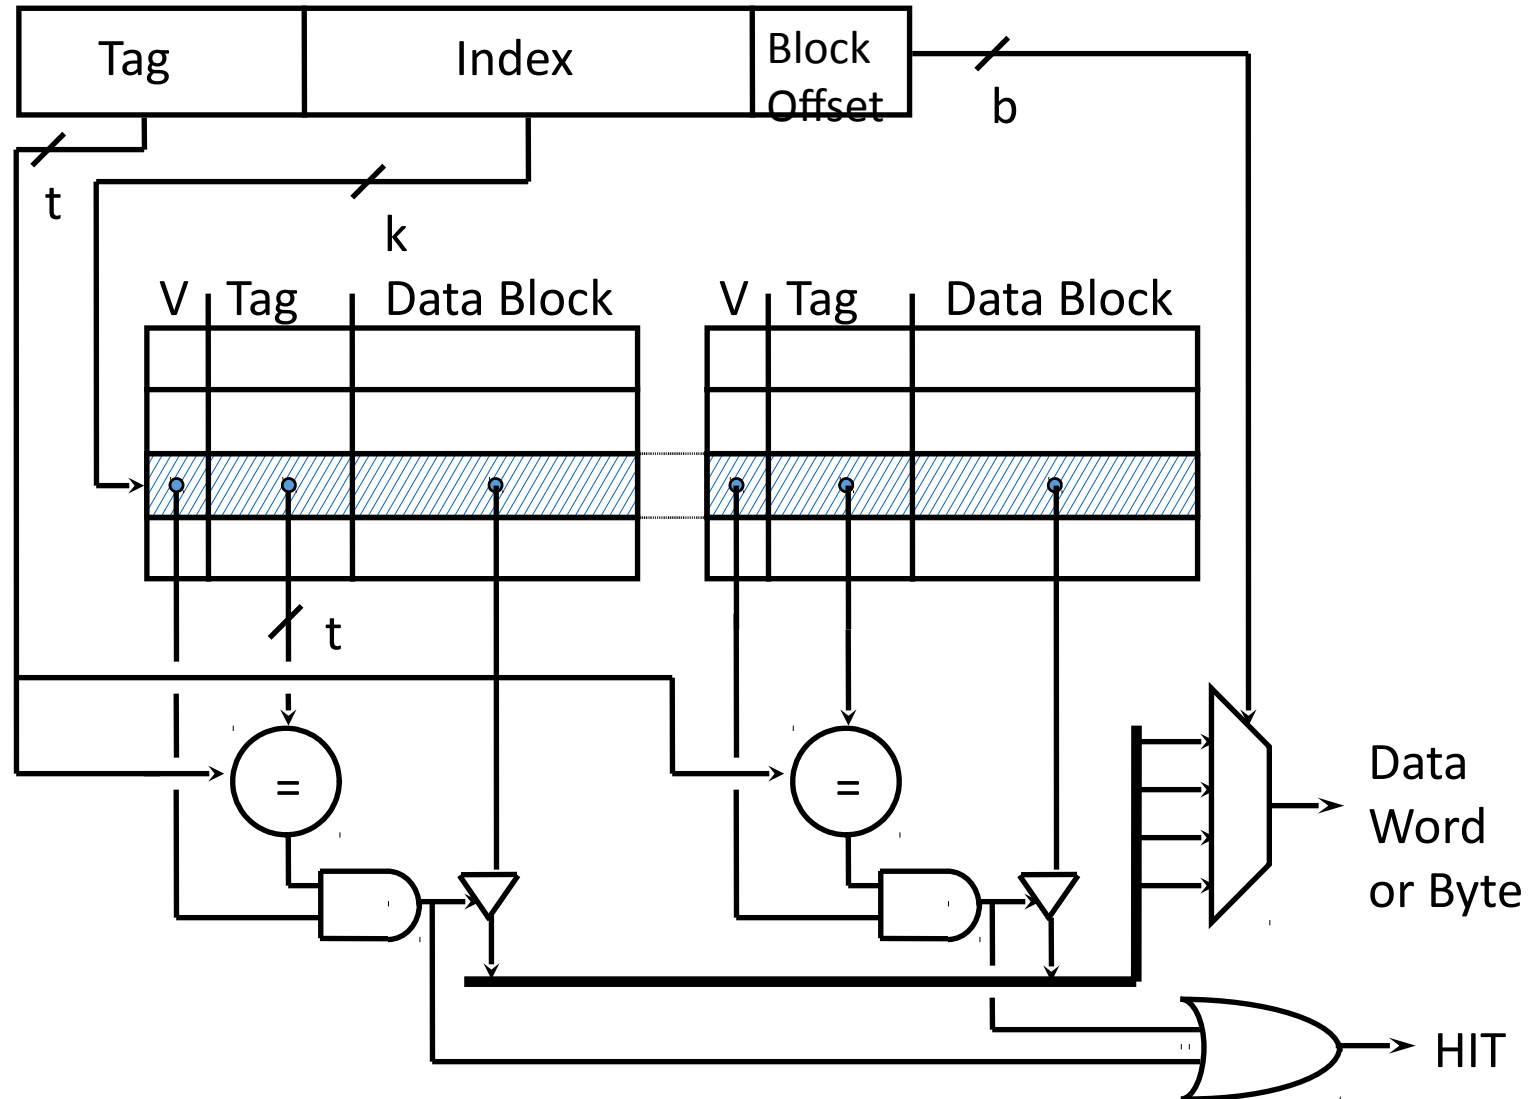 Tag
Index
Block
Offset
b
t
k
V Tag Data Block
V Tag Data Block
t
=
=
Data
Word
or Byte
HIT